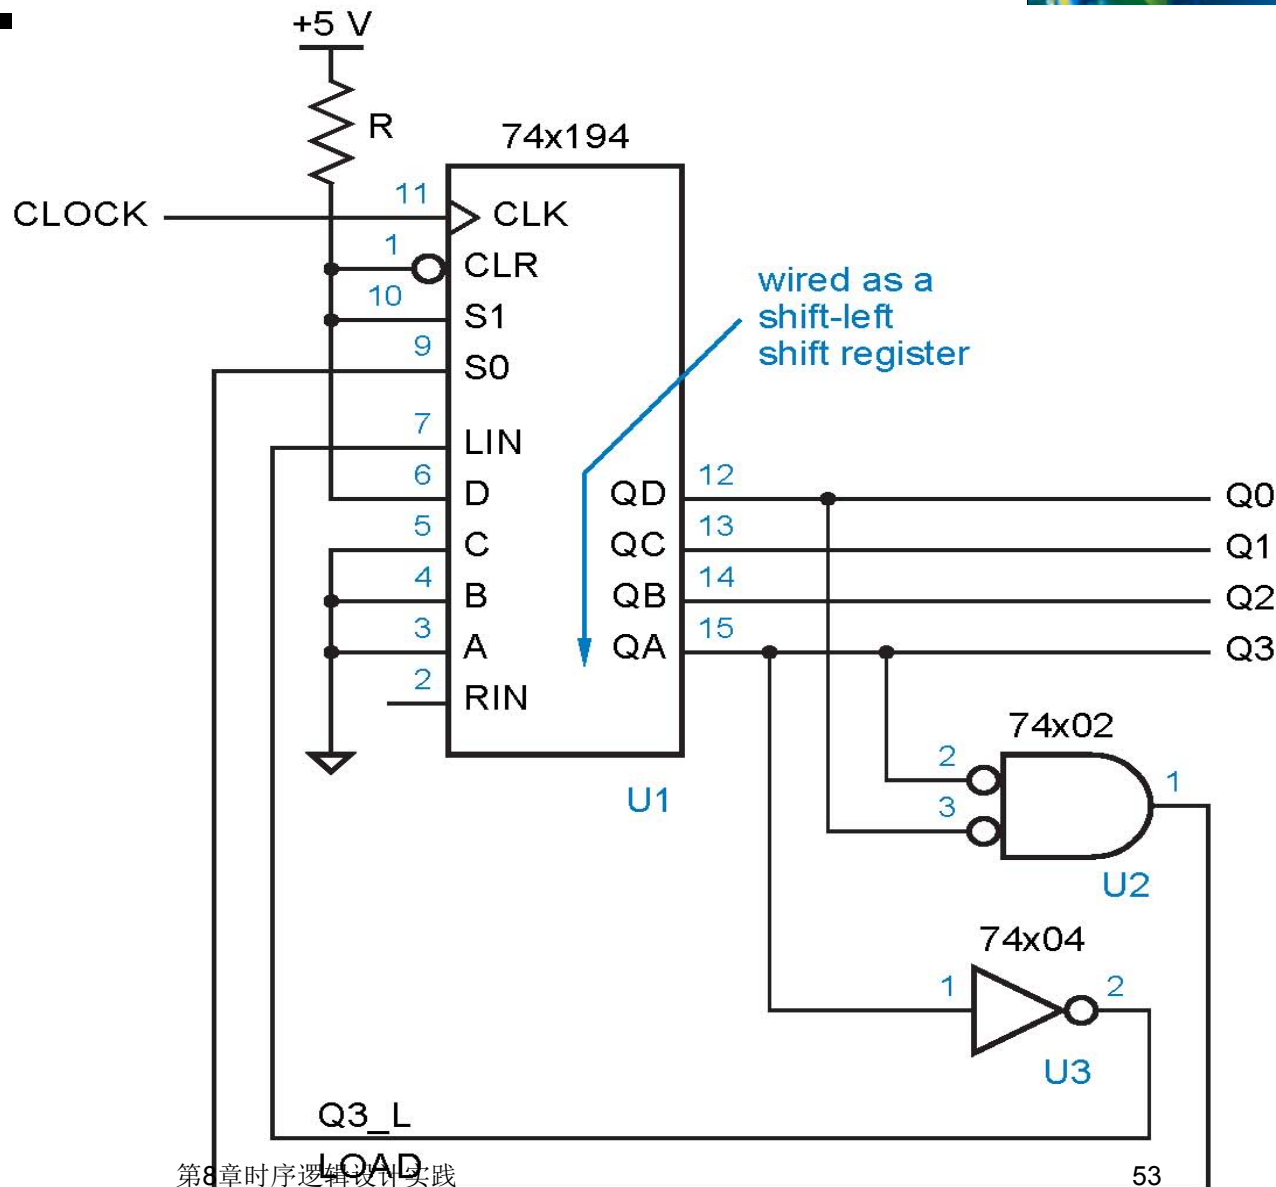 +5 V
R
74x194
CLOCK
11
CLK
1
CLR
10
S1
9
S0
wired as a
shift-left
shift register
7
LIN
6
D
QD
12
Q0
5
C
QC
13
Q1
4
B
QB
14
Q2
3
A
QA
15
Q3
2
RIN
74x02
2
3
1
U1
U2
74x04
1
2
U3
Q3_L
LOAD
第8章时序逻辑设计实践
53